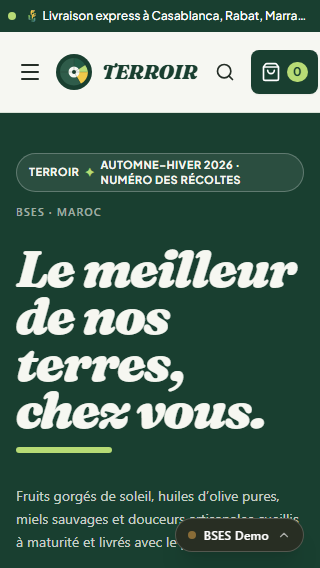 Livraison express à Casablanca, Rabat, Marra…
TERROIR
0
TERROIR ✦ AUTOMNE–HIVER 2026 ·
NUMÉRO DES RÉCOLTES
BSES · MAROC
Le meilleur
de nos
terres,
chez vous.
Fruits gorgés de soleil, huiles d'olive pures,
miels sauvages et douceurs artisanales cueillis
à maturité et livrés avec le
BSES Demo